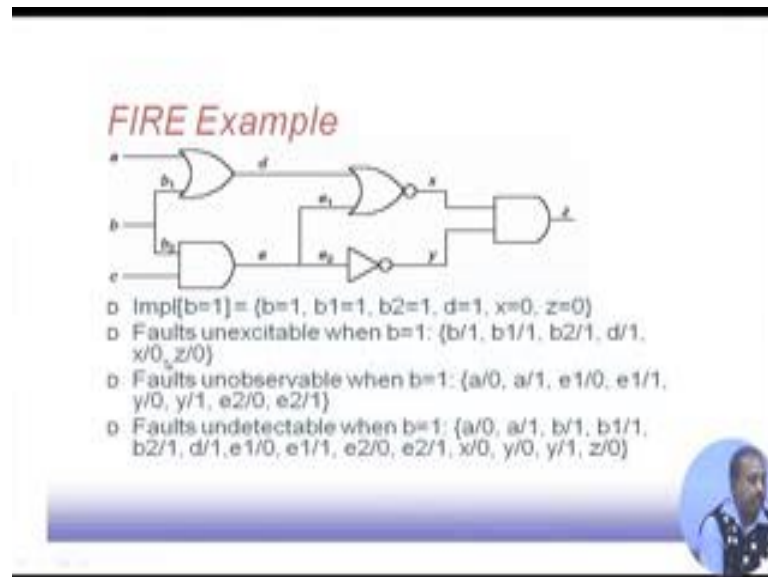 FIRE Example
a
d
b1
x
e1
b
z
b2
e
e2
y
c
Impl[b=1] = {b=1, b1=1, b2=1, d=1, x=0, z=0}
Faults unexcitable when b=1: {b/1, b1/1, b2/1, d/1,
x/0, z/0}
Faults unobservable when b=1: {a/0, a/1, e1/0, e1/1,
y/0, y/1, e2/0, e2/1}
Faults undetectable when b=1: {a/0, a/1, b/1, b1/1,
b2/1, d/1,e1/0, e1/1, e2/0, e2/1, x/0, y/0, y/1, z/0}